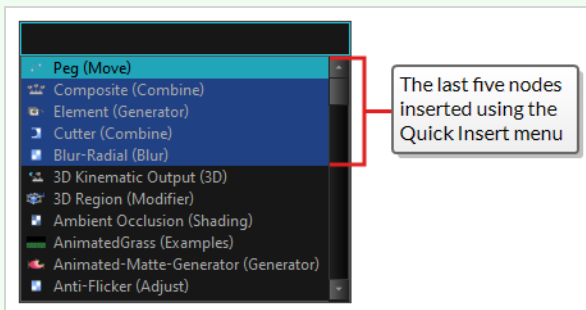 Peg (Move)
Composite (Combine)
Element (Generator)
Cutter (Combine)
Blur-Radial (Blur)
3D Kinematic Output (3D)
3D Region (Modifier)
Ambient Occlusion (Shading)
AnimatedGrass (Examples)
Animated-Matte-Generator (Generator)
Anti-Flicker (Adjust)
The last five nodes
inserted using the
Quick Insert menu